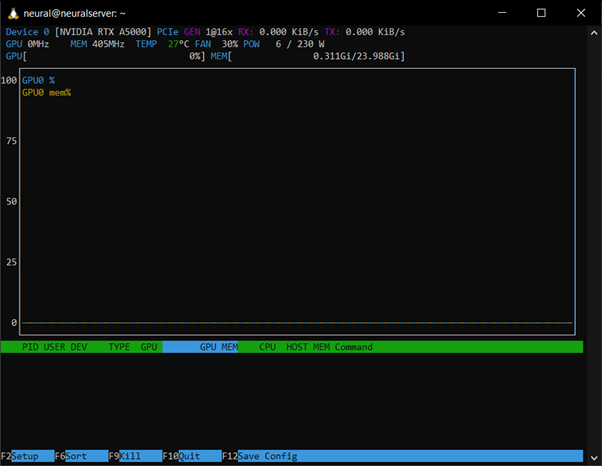 neural@neuralserver: ~
Device 0 [NVIDIA RTX A5000] PCIe GEN 1@16x RX: 0.000 KiB/s TX: 0.000 KiB/s
GPU 0MHz MEM 405MHz TEMP 27°C FAN 30% POW 6 / 230 W
GPU[ 0%] MEM[ 0.311Gi/23.988Gi]
100
GPU0 %
GPU0 mem%
75
50
25
0
PID USER DEV TYPE GPU GPU MEM CPU HOST MEM Command
F2Setup F6Sort F9Kill F10Quit F12Save Config